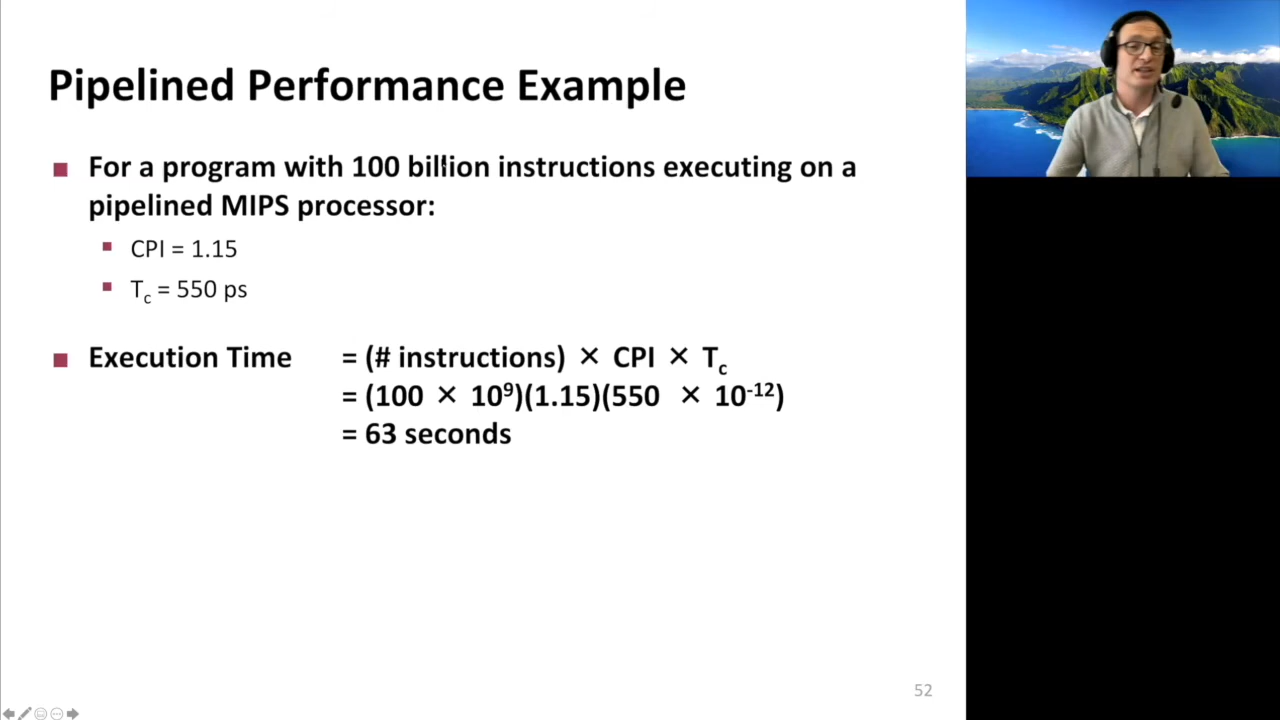 Pipelined Performance Example
■ For a program with 100 billion instructions executing on a
pipelined MIPS processor:
▪ CPI = 1.15
▪ Tc = 550 ps
■ Execution Time = (# instructions) × CPI × Tc
= (100 × 10⁹)(1.15)(550 × 10⁻¹²)
= 63 seconds
52